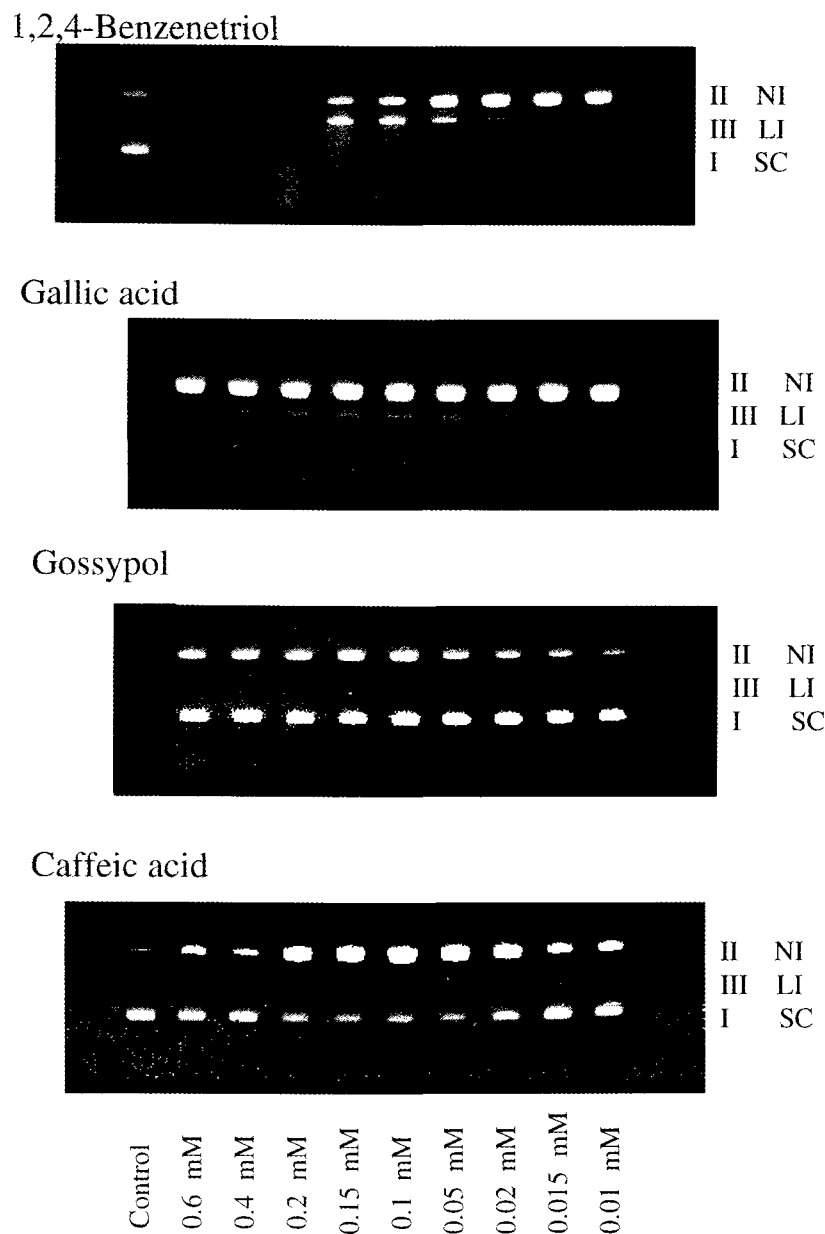 1,2,4-Benzenetriol
II NI
III LI
I SC
Gallic acid
II NI
III LI
I SC
Gossypol
II NI
III LI
I SC
Caffeic acid
II NI
III LI
I SC
Control
0.6 mM
0.4 mM
0.2 mM
0.15 mM
0.1 mM
0.05 mM
0.02 mM
0.015 mM
0.01 mM